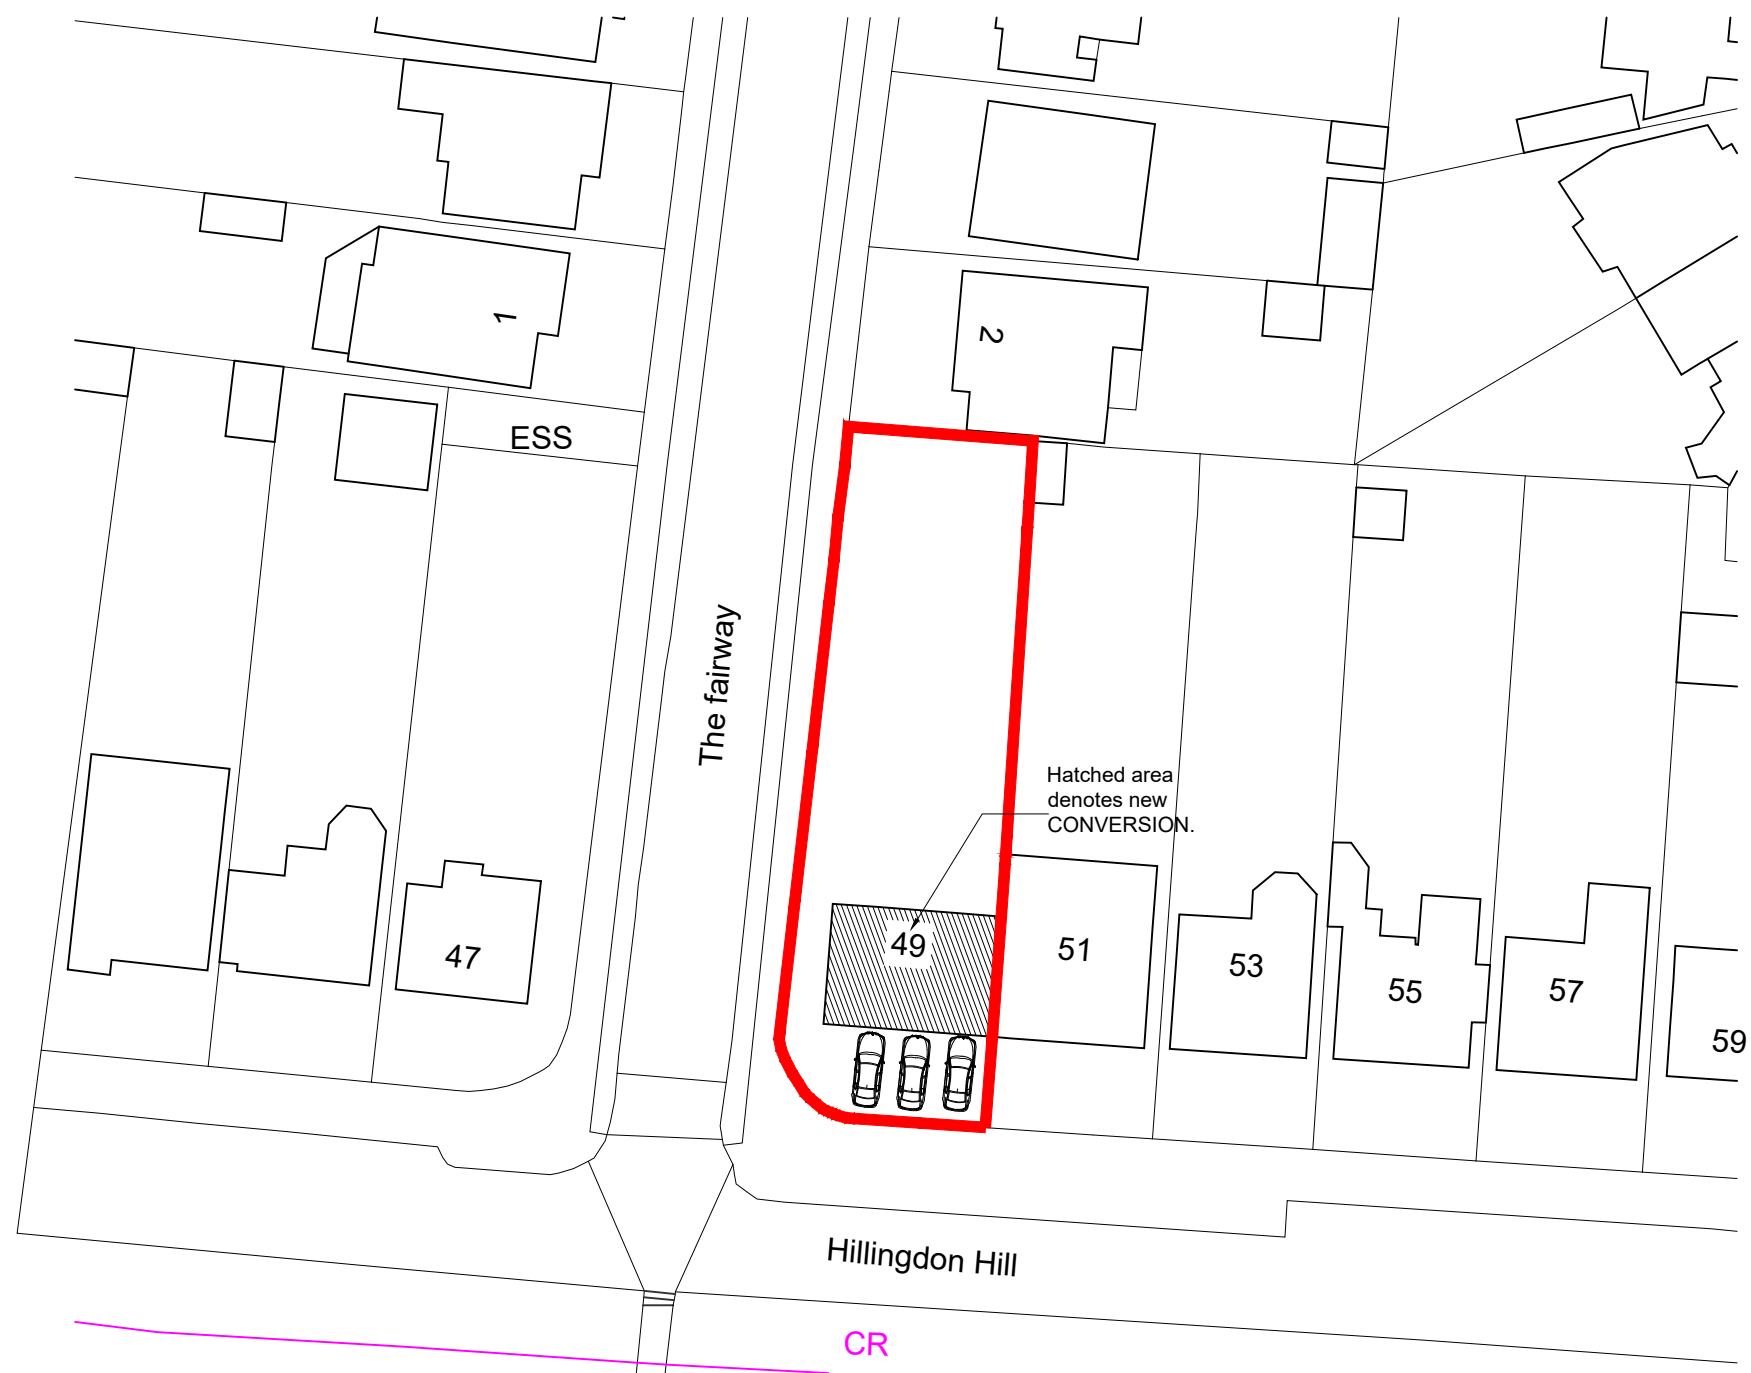 1
2
ESS
The fairway
Hatched area
denotes new
CONVERSION.
47
49
51
53
55
57
59
Hillingdon Hill
CR